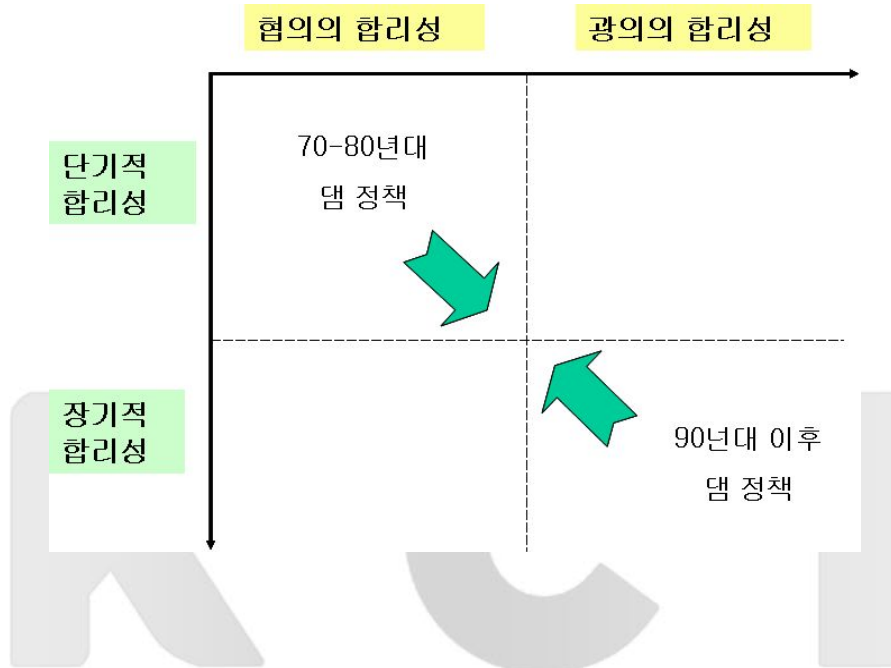 협의의 합리성
광의의 합리성
단기적
합리성
70-80년대
댐 정책
장기적
합리성
90년대 이후
댐 정책
K C I